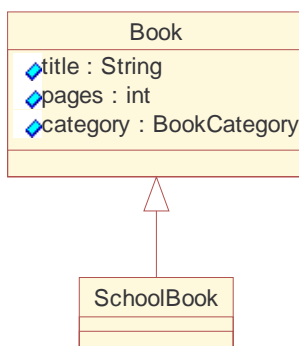 Book
title : String
pages : int
category : BookCategory
SchoolBook